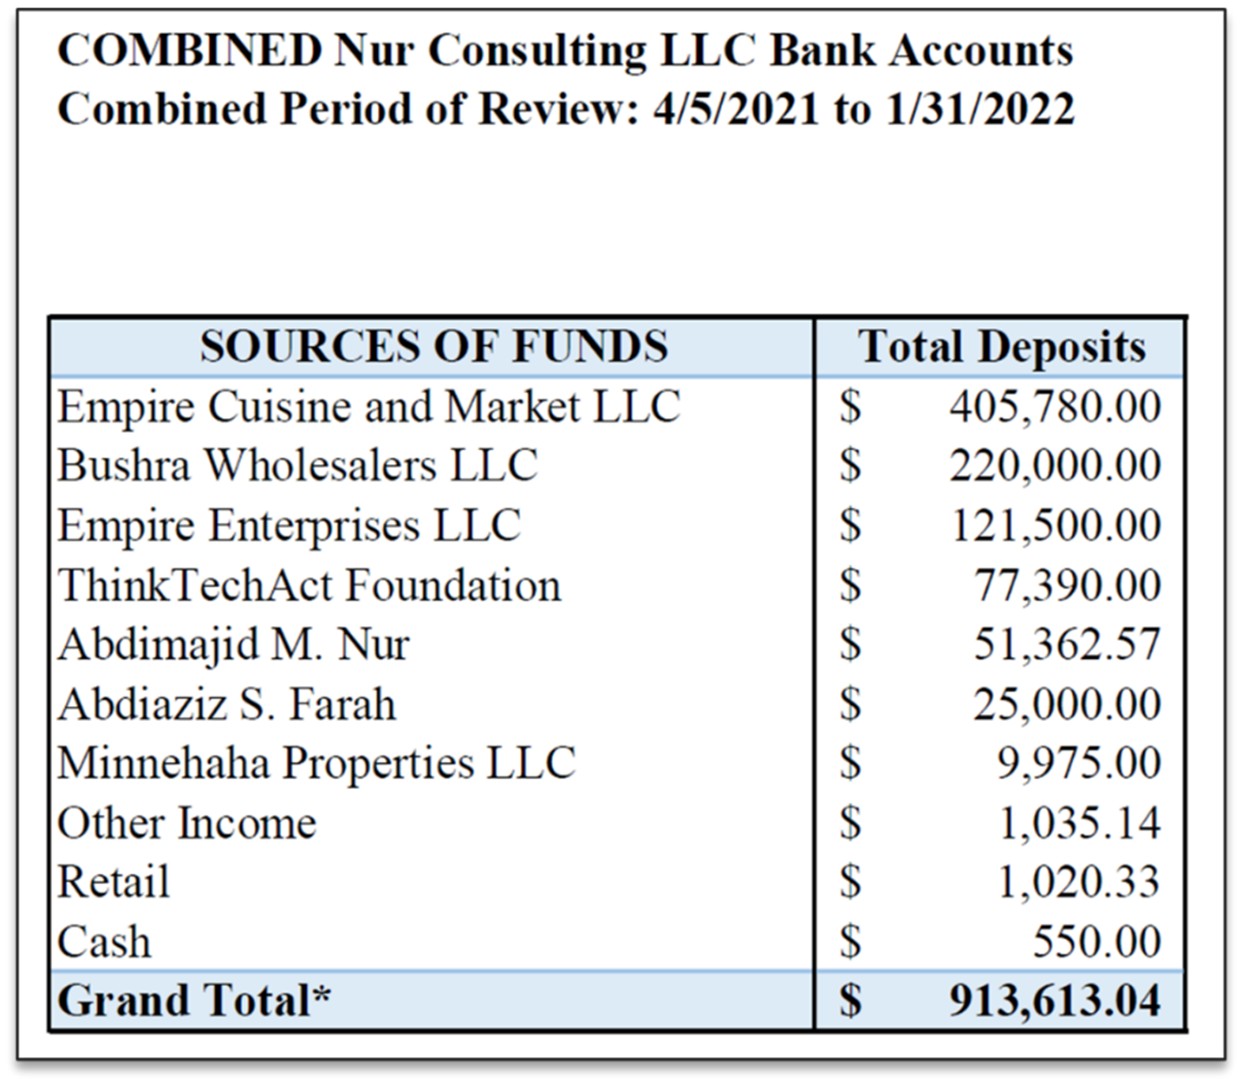 COMBINED Nur Consulting LLC Bank Accounts
Combined Period of Review: 4/5/2021 to 1/31/2022
SOURCES OF FUNDS Total Deposits
Empire Cuisine and Market LLC $ 405,780.00
Bushra Wholesalers LLC $ 220,000.00
Empire Enterprises LLC $ 121,500.00
ThinkTechAct Foundation $ 77,390.00
Abdimajid M. Nur $ 51,362.57
Abdiaziz S. Farah $ 25,000.00
Minnehaha Properties LLC $ 9,975.00
Other Income $ 1,035.14
Retail $ 1,020.33
Cash $ 550.00
Grand Total* $ 913,613.04